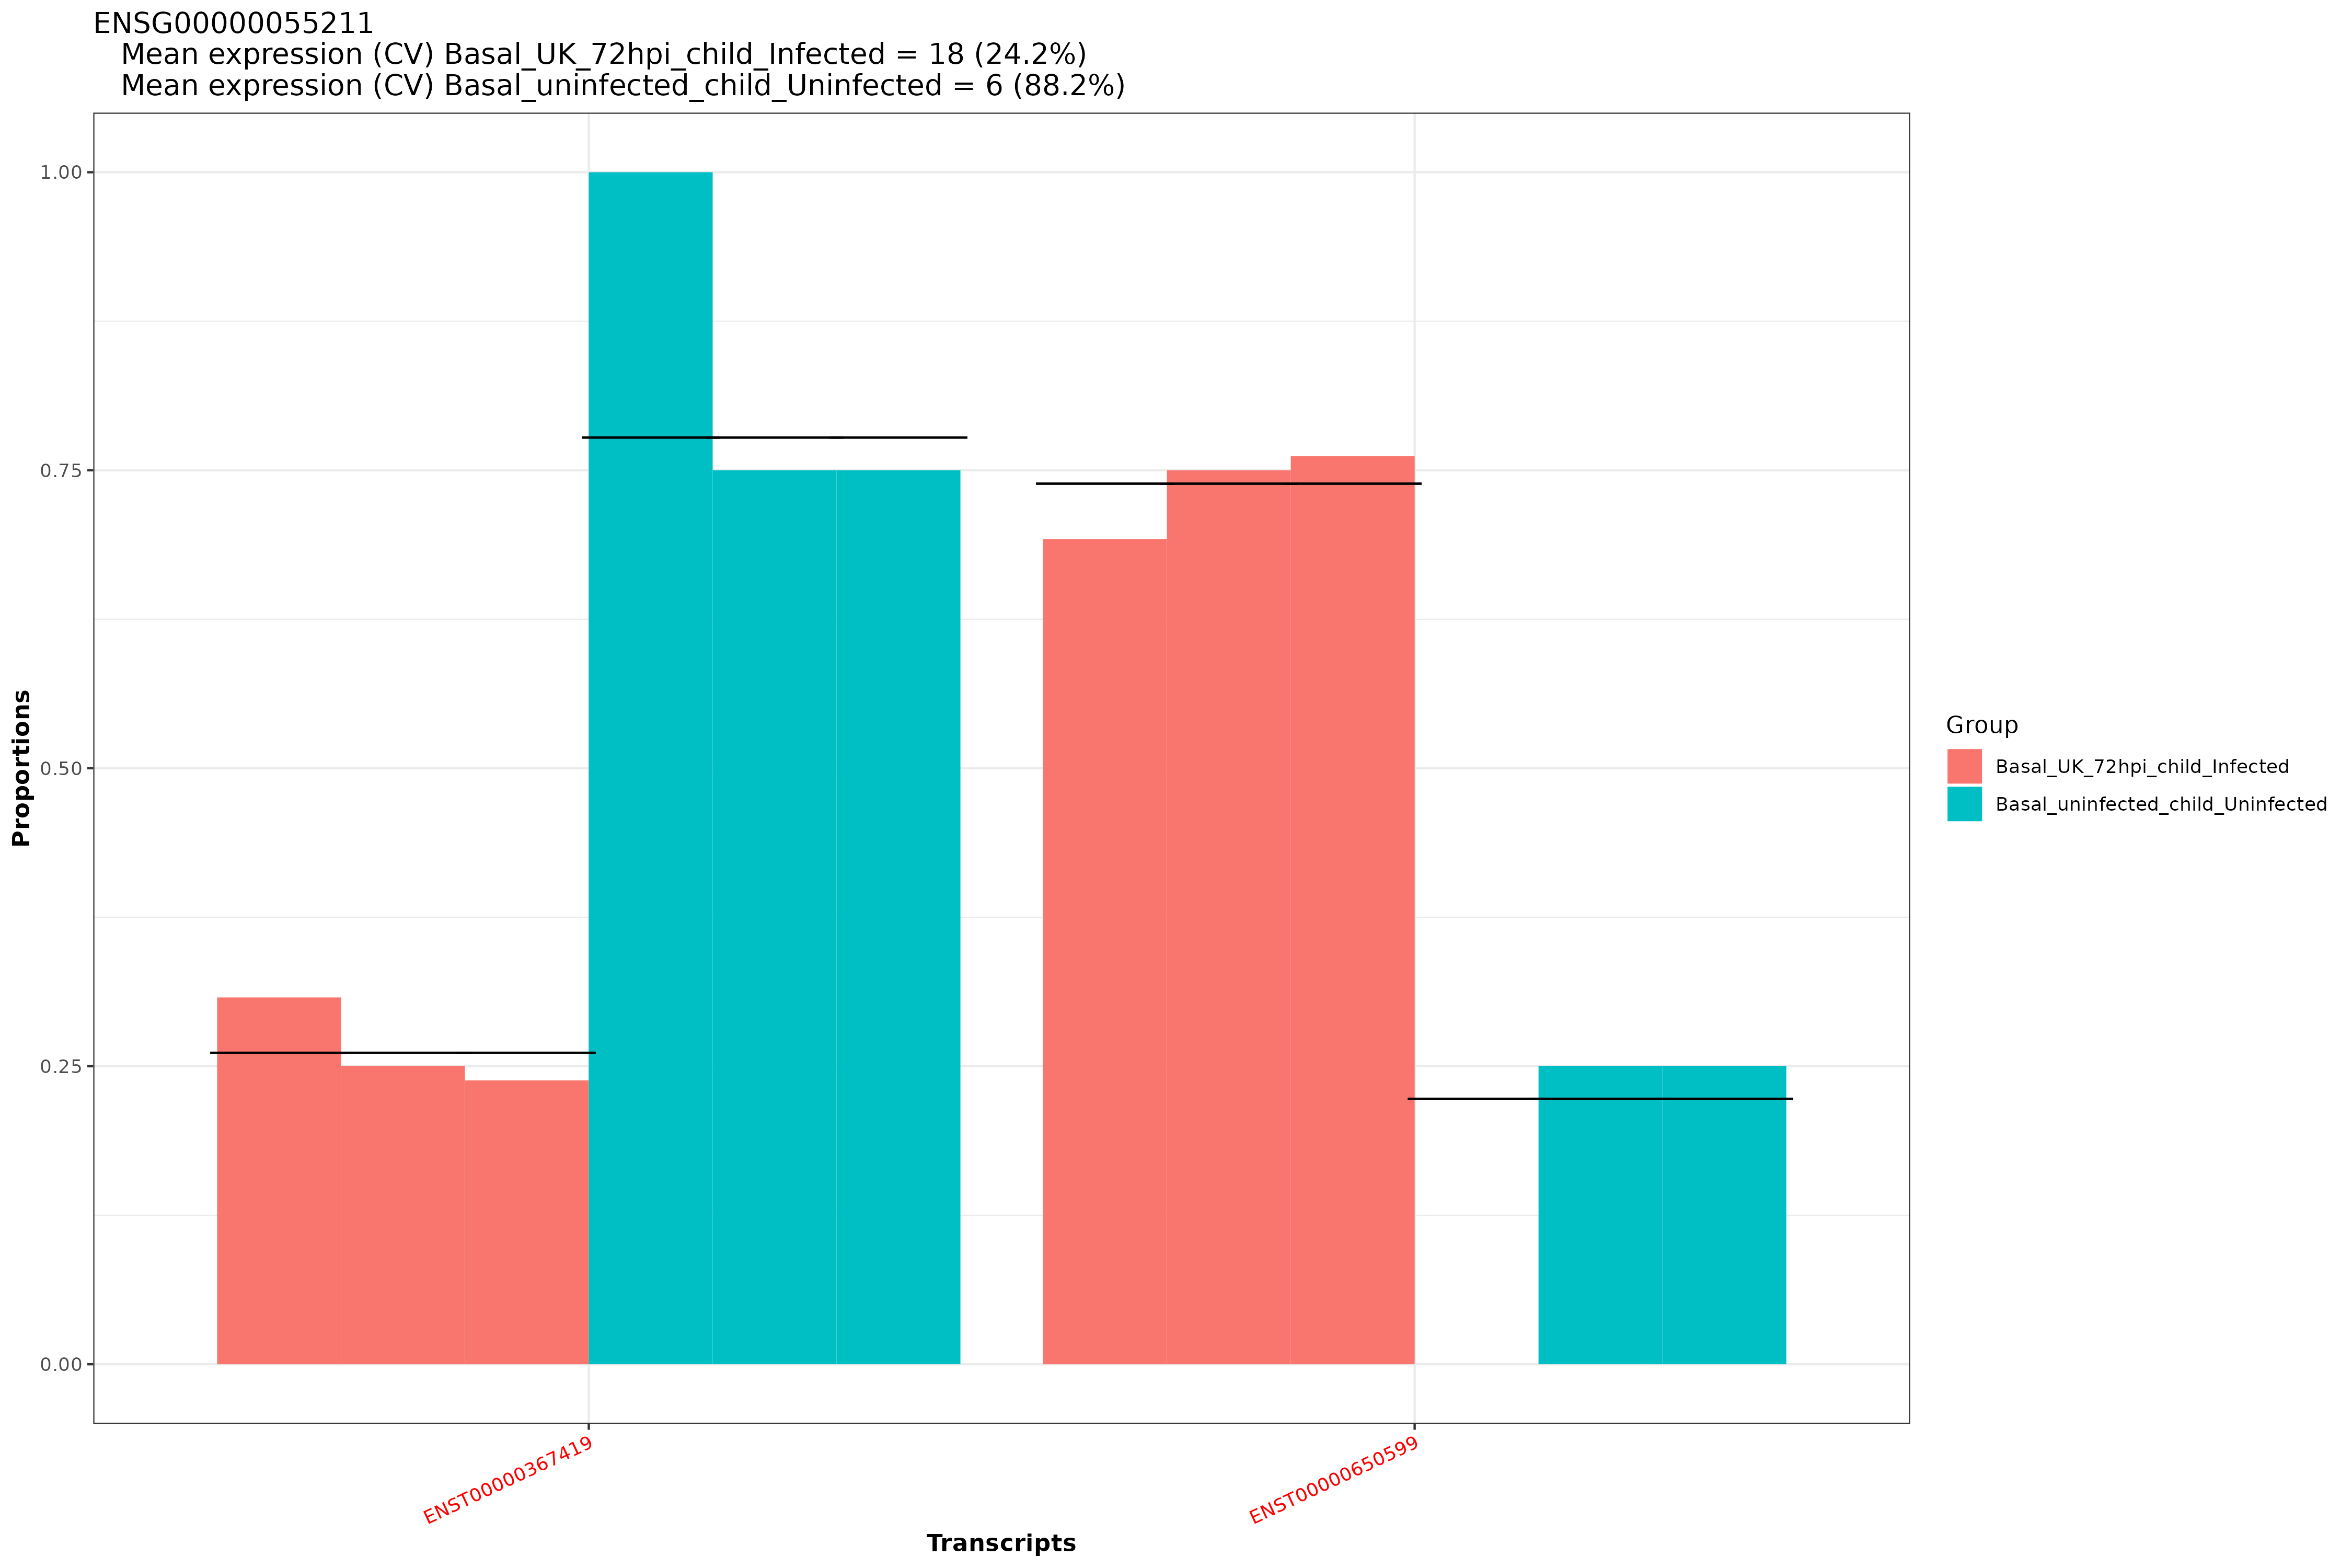 ENSG00000055211
Mean expression (CV) Basal_UK_72hpi_child_Infected = 18 (24.2%)
Mean expression (CV) Basal_uninfected_child_Uninfected = 6 (88.2%)
1.00
0.75
0.50
0.25
0.00
Proportions
ENST00000367419
ENST00000650599
Transcripts
Group
Basal_UK_72hpi_child_Infected
Basal_uninfected_child_Uninfected